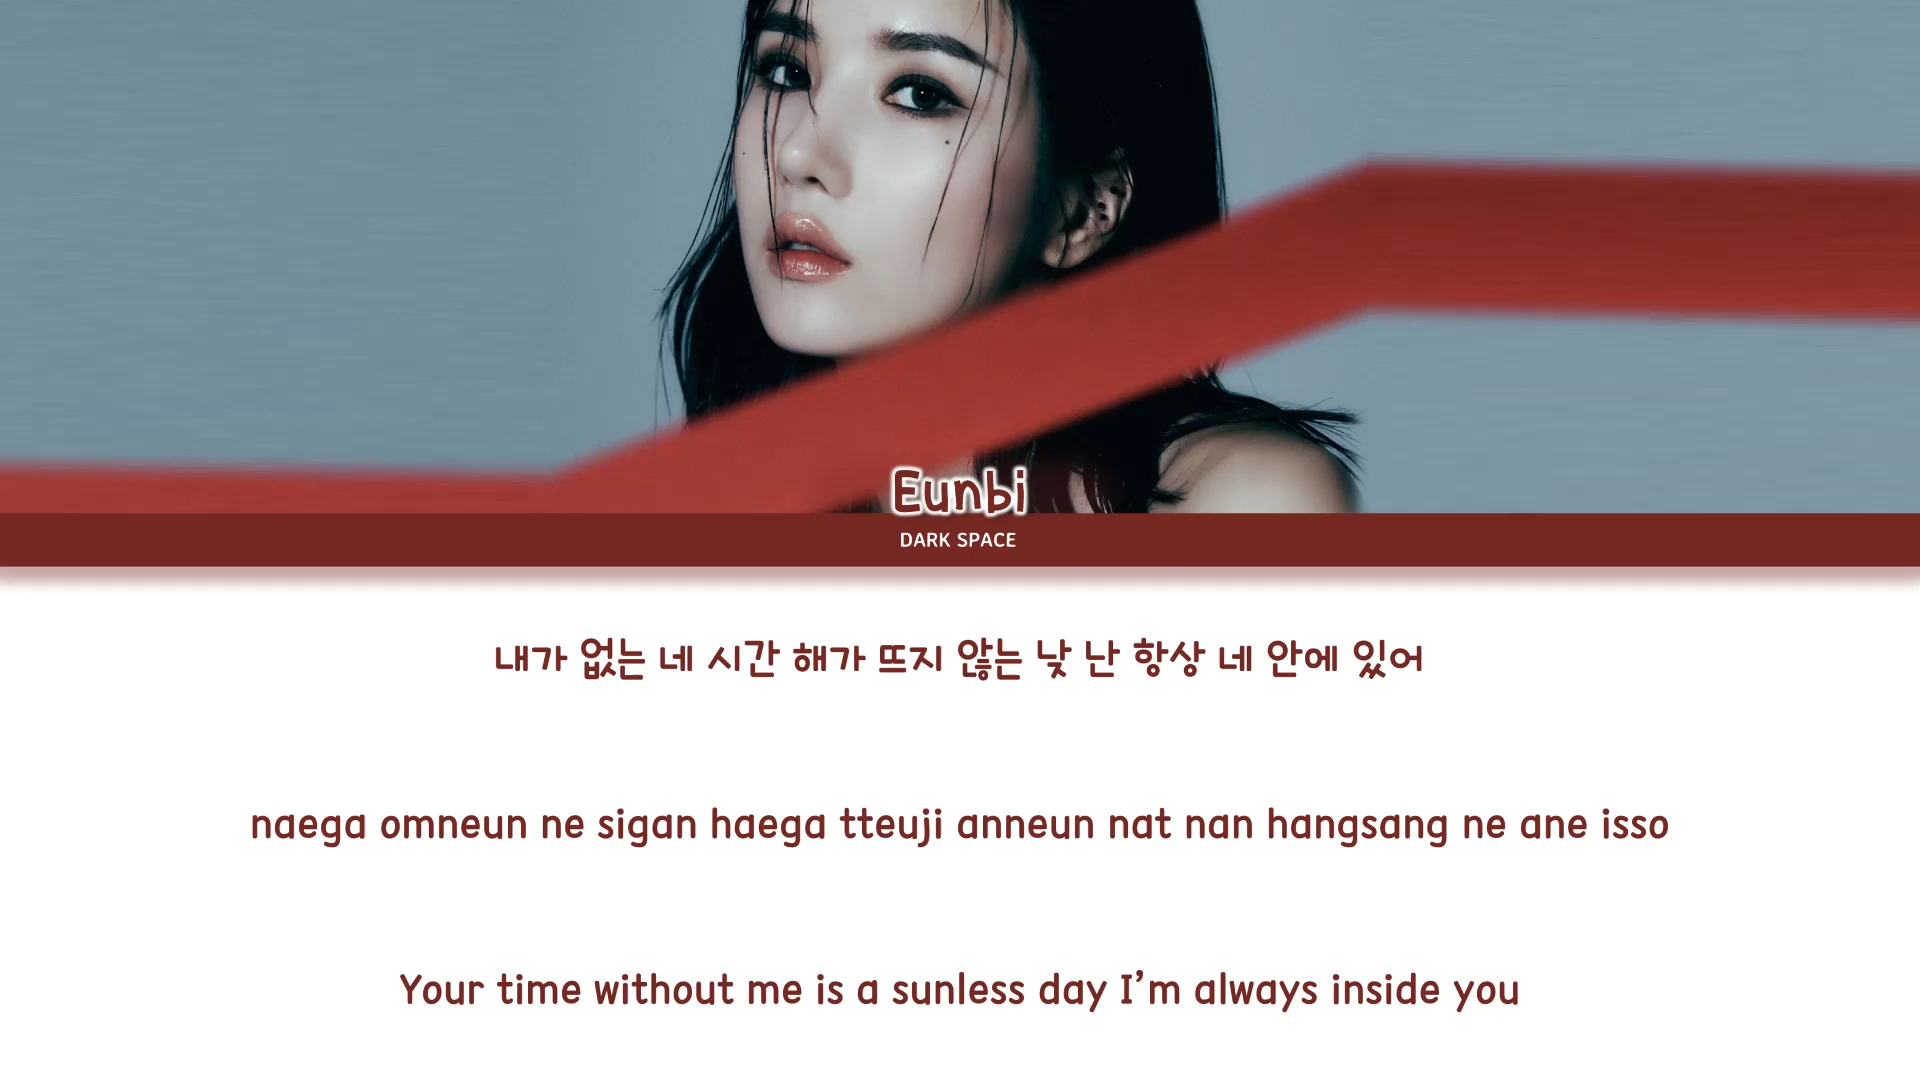 Eunbi
DARK SPACE
내가 없는 네 시간 해가 뜨지 않는 낮 난 항상 네 안에 있어
naega omneun ne sigan haega tteuji anneun nat nan hangsang ne ane isso
Your time without me is a sunless day I’m always inside you